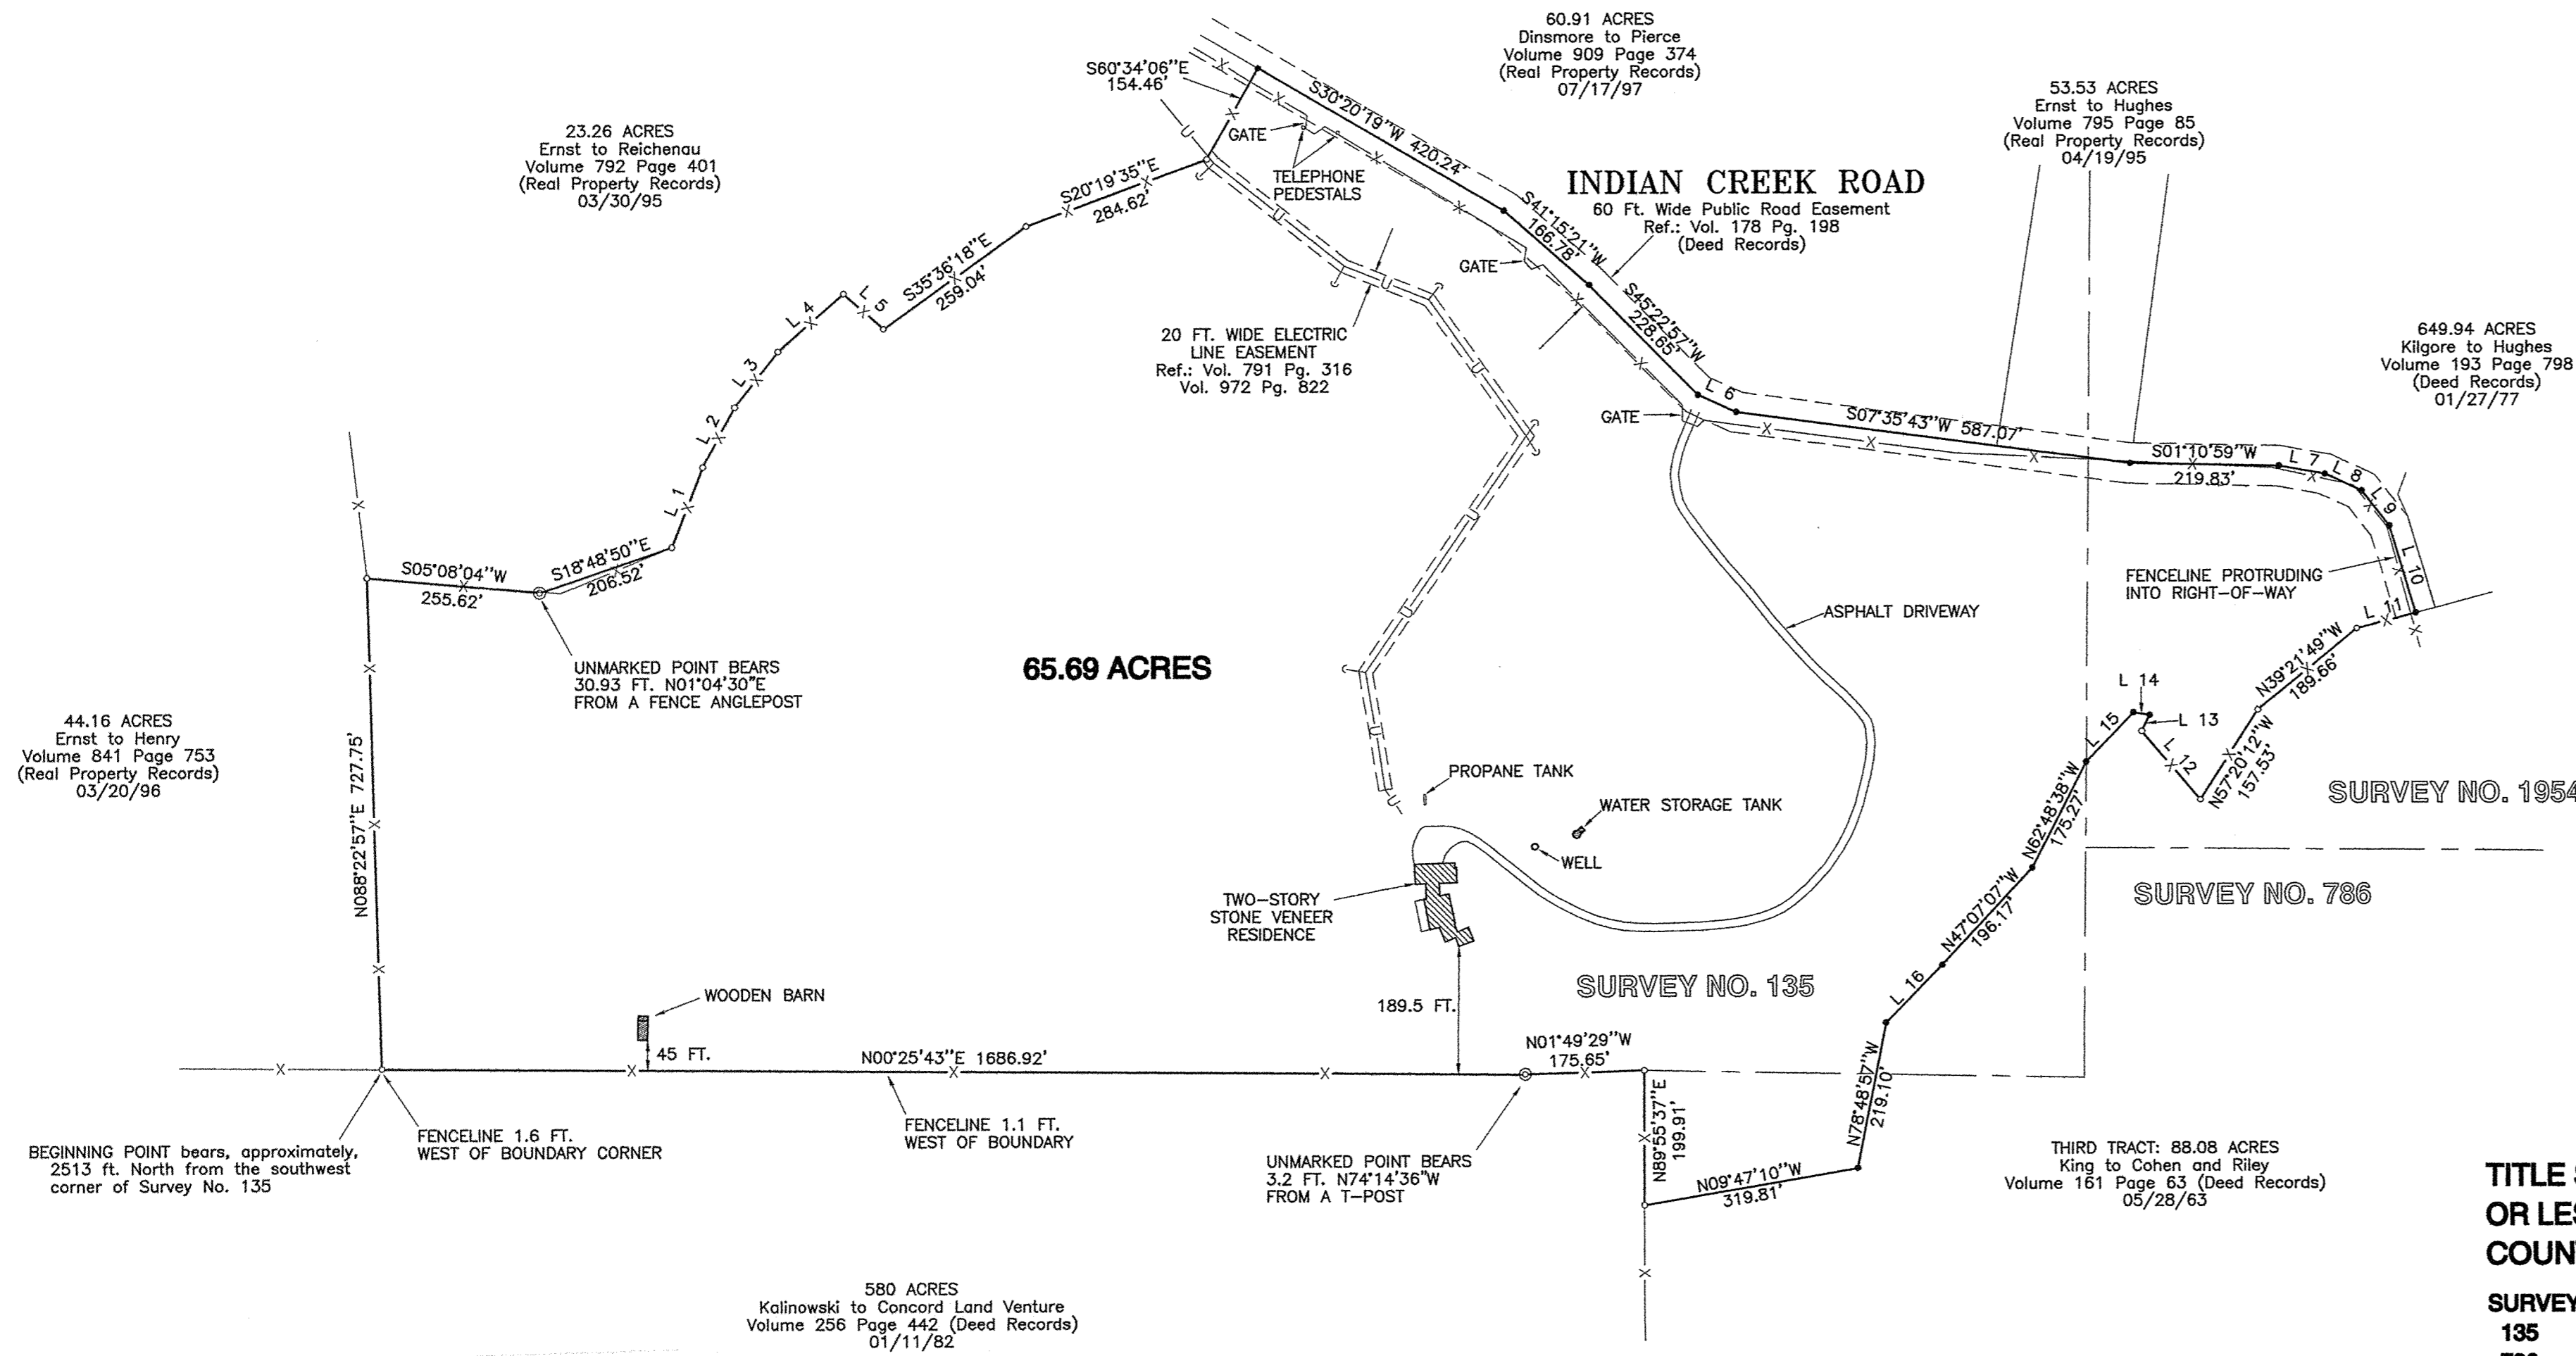 60.91 ACRES
Dinsmore to Pierce
Volume 909 Page 374
(Real Property Records)
07/17/97
S60°34'06"E
154.46'
53.53 ACRES
Ernst to Hughes
Volume 795 Page 85
(Real Property Records)
04/19/95
23.26 ACRES
Ernst to Reichenau
Volume 792 Page 401
(Real Property Records)
03/30/95
S30°20'19"W 420.24'
GATE
TELEPHONE
PEDESTALS
INDIAN CREEK ROAD
60 Ft. Wide Public Road Easement
Ref.: Vol. 178 Pg. 198
(Deed Records)
S20°19'35"E
284.62'
S41°15'21"W
166.78'
GATE
S35°36'18"E
259.04'
S45°22'57"W
228.65'
L 5
L 4
L 3
L 2
L 1
20 FT. WIDE ELECTRIC
LINE EASEMENT
Ref.: Vol. 791 Pg. 316
Vol. 972 Pg. 822
649.94 ACRES
Kilgore to Hughes
Volume 193 Page 798
(Deed Records)
01/27/77
L 6
GATE
S07°35'43"W 587.07'
S01°10'59"W
219.83'
L 7
L 8
L 9
L 10
L 11
FENCELINE PROTRUDING
INTO RIGHT-OF-WAY
S05°08'04"W
255.62'
S18°48'50"E
206.52'
UNMARKED POINT BEARS
30.93 FT. N01°04'30"E
FROM A FENCE ANGLEPOST
65.69 ACRES
ASPHALT DRIVEWAY
N39°21'49"W
189.66'
L 14
L 13
L 15
L 12
N57°20'12"W
157.53'
44.16 ACRES
Ernst to Henry
Volume 841 Page 753
(Real Property Records)
03/20/96
N088°22'57"E 727.75'
PROPANE TANK
WATER STORAGE TANK
WELL
SURVEY NO. 1954
N62°48'38"W
175.27'
SURVEY NO. 786
TWO-STORY
STONE VENEER
RESIDENCE
N47°07'07"W
196.17'
L 16
SURVEY NO. 135
WOODEN BARN
45 FT.
189.5 FT.
N00°25'43"E 1686.92'
N01°49'29"W
175.65'
N89°55'37"E
199.91'
N78°48'57"W
219.10'
N09°47'10"W
319.81'
BEGINNING POINT bears, approximately,
2513 ft. North from the southwest
corner of Survey No. 135
FENCELINE 1.6 FT.
WEST OF BOUNDARY CORNER
FENCELINE 1.1 FT.
WEST OF BOUNDARY
UNMARKED POINT BEARS
3.2 FT. N74°14'36"W
FROM A T-POST
THIRD TRACT: 88.08 ACRES
King to Cohen and Riley
Volume 161 Page 63 (Deed Records)
05/28/63
580 ACRES
Kalinowski to Concord Land Venture
Volume 256 Page 442 (Deed Records)
01/11/82
TITLE
OR
SURVEY
135